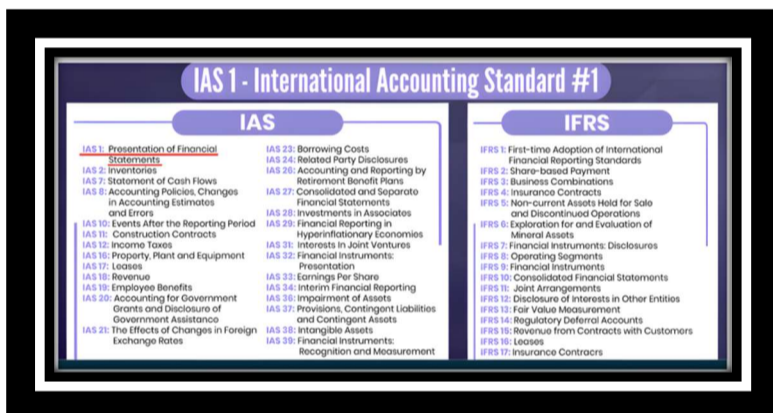 IAS 1 - International Accounting Standard #1
IAS
IAS 1: Presentation of Financial
Statements
IAS 2: Inventories
IAS 7: Statement of Cash Flows
IAS 8: Accounting Policies, Changes
in Accounting Estimates
and Errors
IAS 10: Events After the Reporting Period
IAS 11: Construction Contracts
IAS 12: Income Taxes
IAS 16: Property, Plant and Equipment
IAS 17: Leases
IAS 18: Revenue
IAS 19: Employee Benefits
IAS 20: Accounting for Government
Grants and Disclosure of
Government Assistance
IAS 21: The Effects of Changes in Foreign
Exchange Rates
IAS 23: Borrowing Costs
IAS 24: Related Party Disclosures
IAS 26: Accounting and Reporting by
Retirement Benefit Plans
IAS 27: Consolidated and Separate
Financial Statements
IAS 28: Investments in Associates
IAS 29: Financial Reporting in
Hyperinflationary Economies
IAS 31: Interests In Joint Ventures
IAS 32: Financial Instruments:
Presentation
IAS 33: Earnings Per Share
IAS 34: Interim Financial Reporting
IAS 36: Impairment of Assets
IAS 37: Provisions, Contingent Liabilities
and Contingent Assets
IAS 38: Intangible Assets
IAS 39: Financial Instruments:
Recognition and Measurement
IFRS
IFRS 1: First-time Adoption of International
Financial Reporting Standards
IFRS 2: Share-based Payment
IFRS 3: Business Combinations
IFRS 4: Insurance Contracts
IFRS 5: Non-current Assets Held for Sale
and Discontinued Operations
IFRS 6: Exploration for and Evaluation of
Mineral Assets
IFRS 7: Financial Instruments: Disclosures
IFRS 8: Operating Segments
IFRS 9: Financial Instruments
IFRS 10: Consolidated Financial Statements
IFRS 11: Joint Arrangements
IFRS 12: Disclosure of Interests in Other Entities
IFRS 13: Fair Value Measurement
IFRS 14: Regulatory Deferral Accounts
IFRS 15: Revenue from Contracts with Customers
IFRS 16: Leases
IFRS 17: Insurance Contracrs